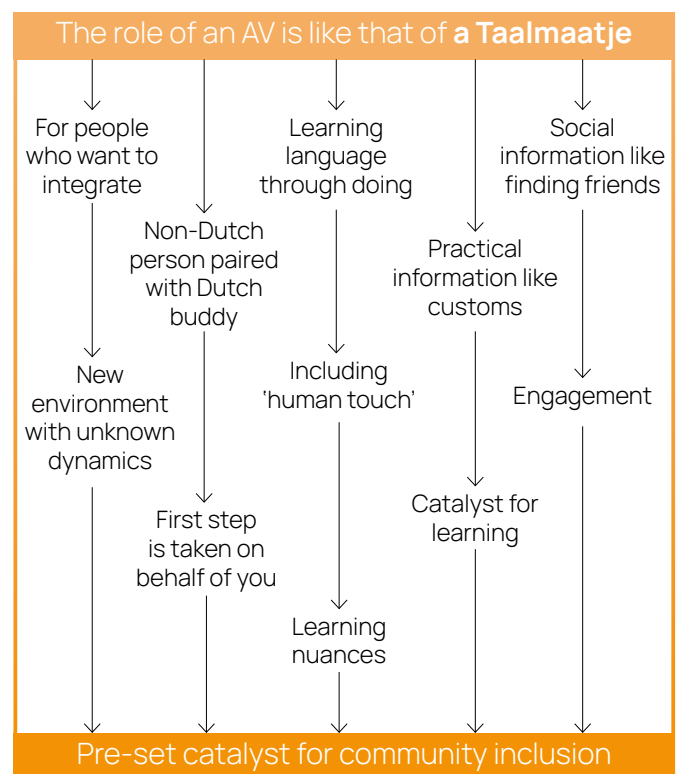 The role of an AV is like that of a Taalmaatje
For people
who want to
integrate
New
environment
with unknown
dynamics
Non-Dutch
person paired
with Dutch
buddy
First step
is taken on
behalf of you
Learning
language
through doing
Including
‘human touch’
Learning
nuances
Practical
information like
customs
Catalyst for
learning
Social
information like
finding friends
Engagement
Pre-set catalyst for community inclusion